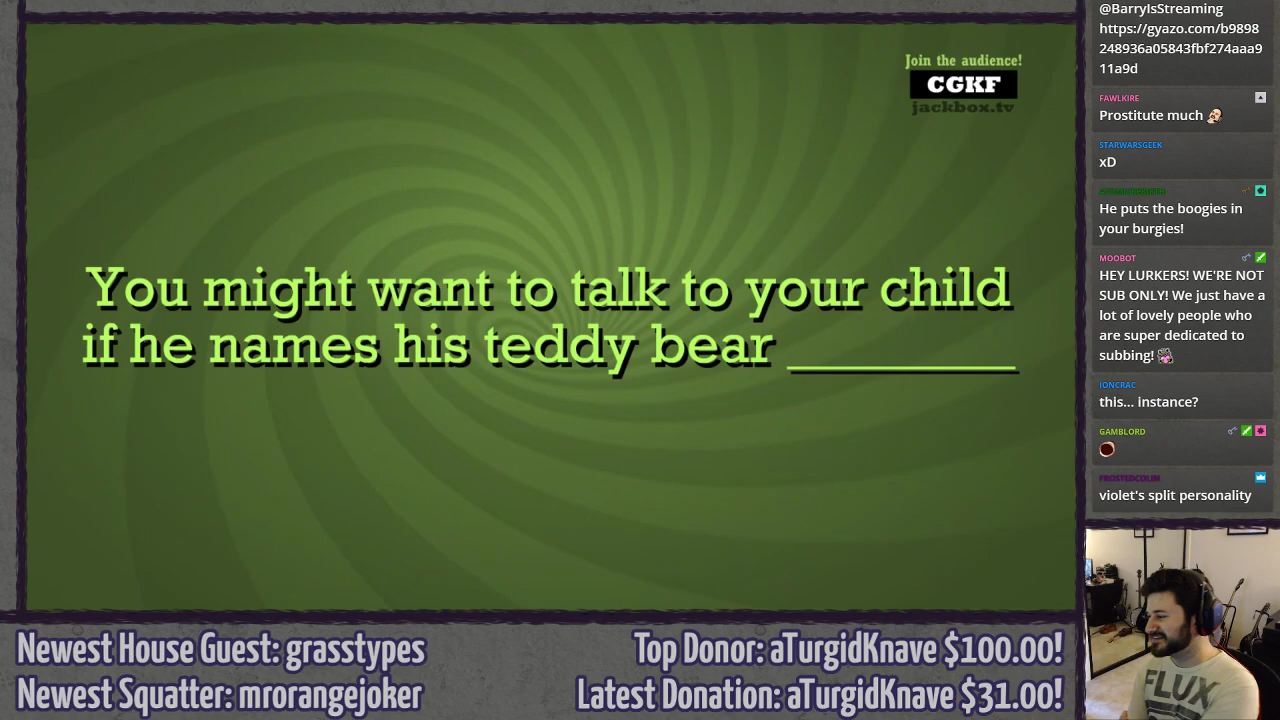 Join the audience!
CGKF
jackbox.tv
You might want to talk to your child
if he names his teddy bear __________
Newest House Guest: grasstypes
Newest Squatter: mrorangejoker
Top Donor: aTurgidKnave $100.00!
Latest Donation: aTurgidKnave $31.00!
@BarryIsStreaming
https://gyazo.com/b9898
248936a05843fbf274aaa9
11a9d
FAWLKIRE
Prostitute much
STARWARSGEEK
xD
He puts the boogies in
your burgies!
MOOBOT
HEY LURKERS! WE'RE NOT
SUB ONLY! We just have a
lot of lovely people who
are super dedicated to
subbing!
IONCRAC
this... instance?
GAMBLORD
FROSTEDCOLIN
violet's split personality
FLUX